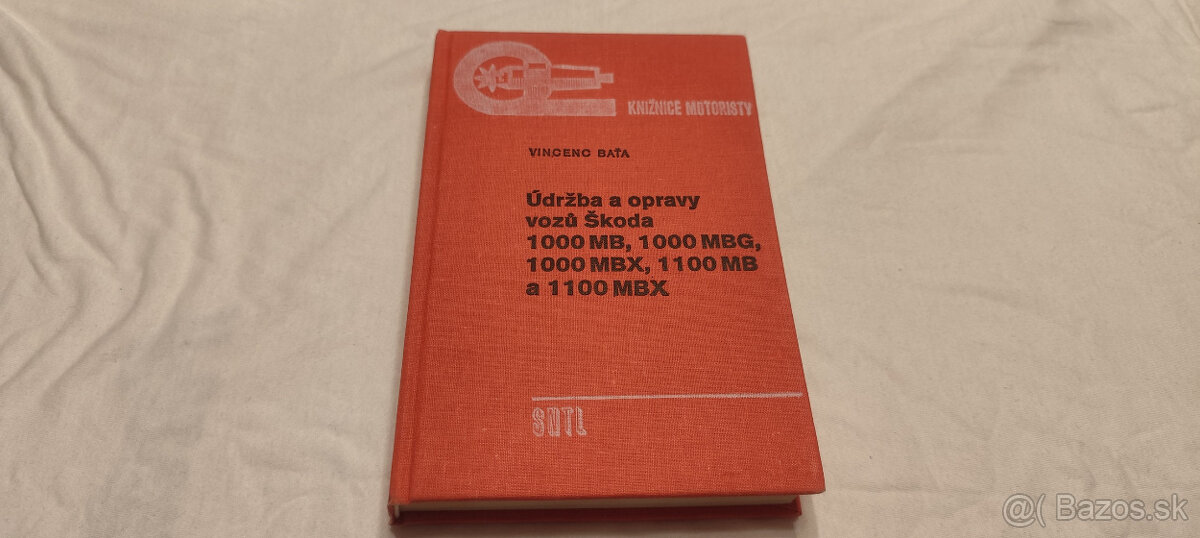 KNIŽNICE MOTORISTY
VINCENC BAŤA
Údržba a opravy
vozů Škoda
1000 MB, 1000 MBG,
1000 MBX, 1100 MB
a 1100 MBX
SNTL
@( Bazos.sk